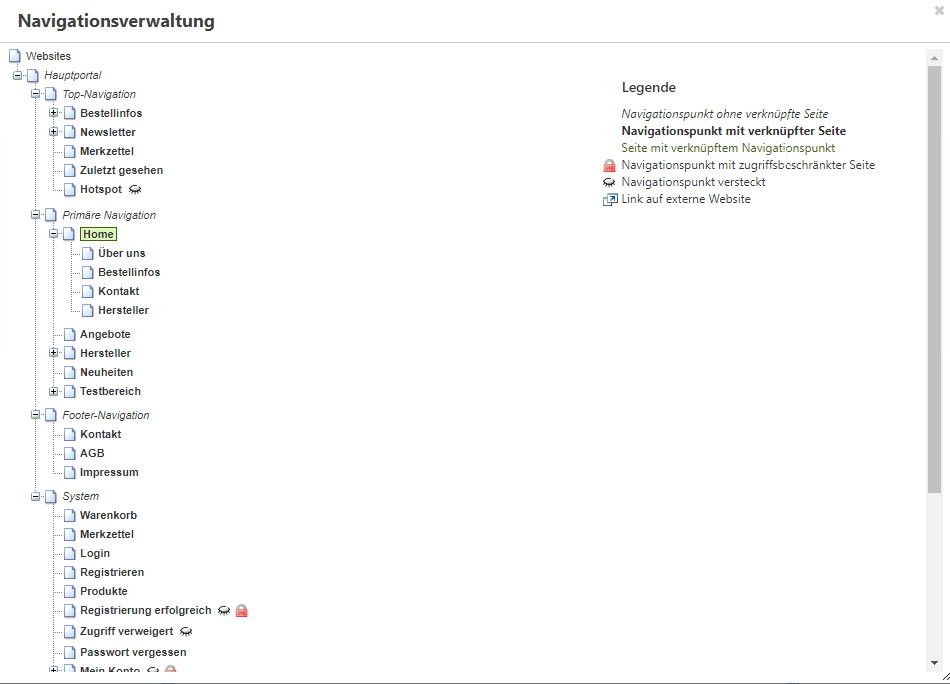 Navigationsverwaltung
Websites
Hauptportal
Top-Navigation
Bestellinfos
Newsletter
Merkzettel
Zuletzt gesehen
Hotspot
Primäre Navigation
Home
Über uns
Bestellinfos
Kontakt
Hersteller
Angebote
Hersteller
Neuheiten
Testbereich
Footer-Navigation
Kontakt
AGB
Impressum
System
Warenkorb
Merkzettel
Login
Registrieren
Produkte
Registrierung erfolgreich
Zugriff verweigert
Passwort vergessen
Mein Konto
Legende
Navigationspunkt ohne verknüpfte Seite
Navigationspunkt mit verknüpfter Seite
Seite mit verknüpftem Navigationspunkt
Navigationspunkt mit zugriffsbeschränkter Seite
Navigationspunkt versteckt
Link auf externe Website